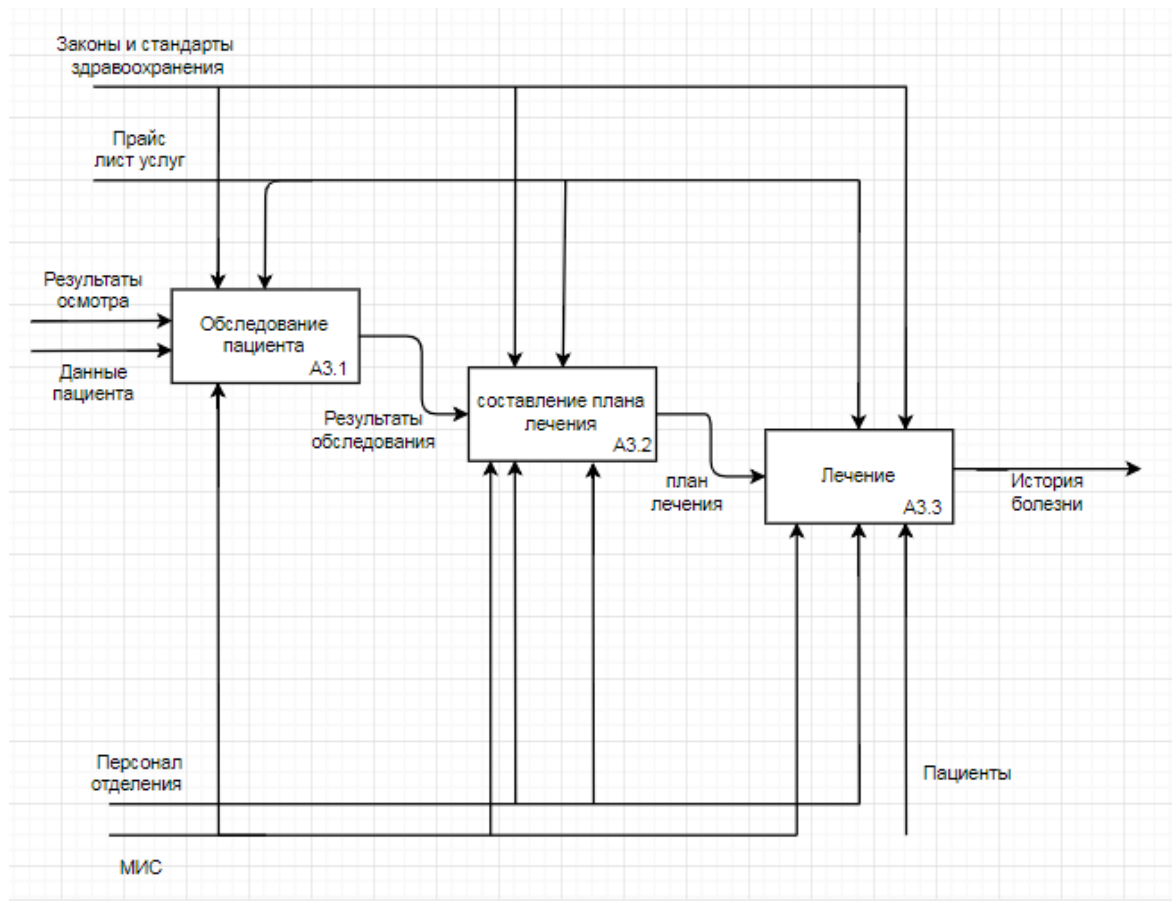 Законы и стандарты
здравоохранения
Прайс
лист услуг
Результаты
осмотра
Данные
пациента
Обследование
пациента
А3.1
Результаты
обследования
составление плана
лечения
А3.2
план
лечения
Лечение
А3.3
История
болезни
Персонал
отделения
МИС
Пациенты